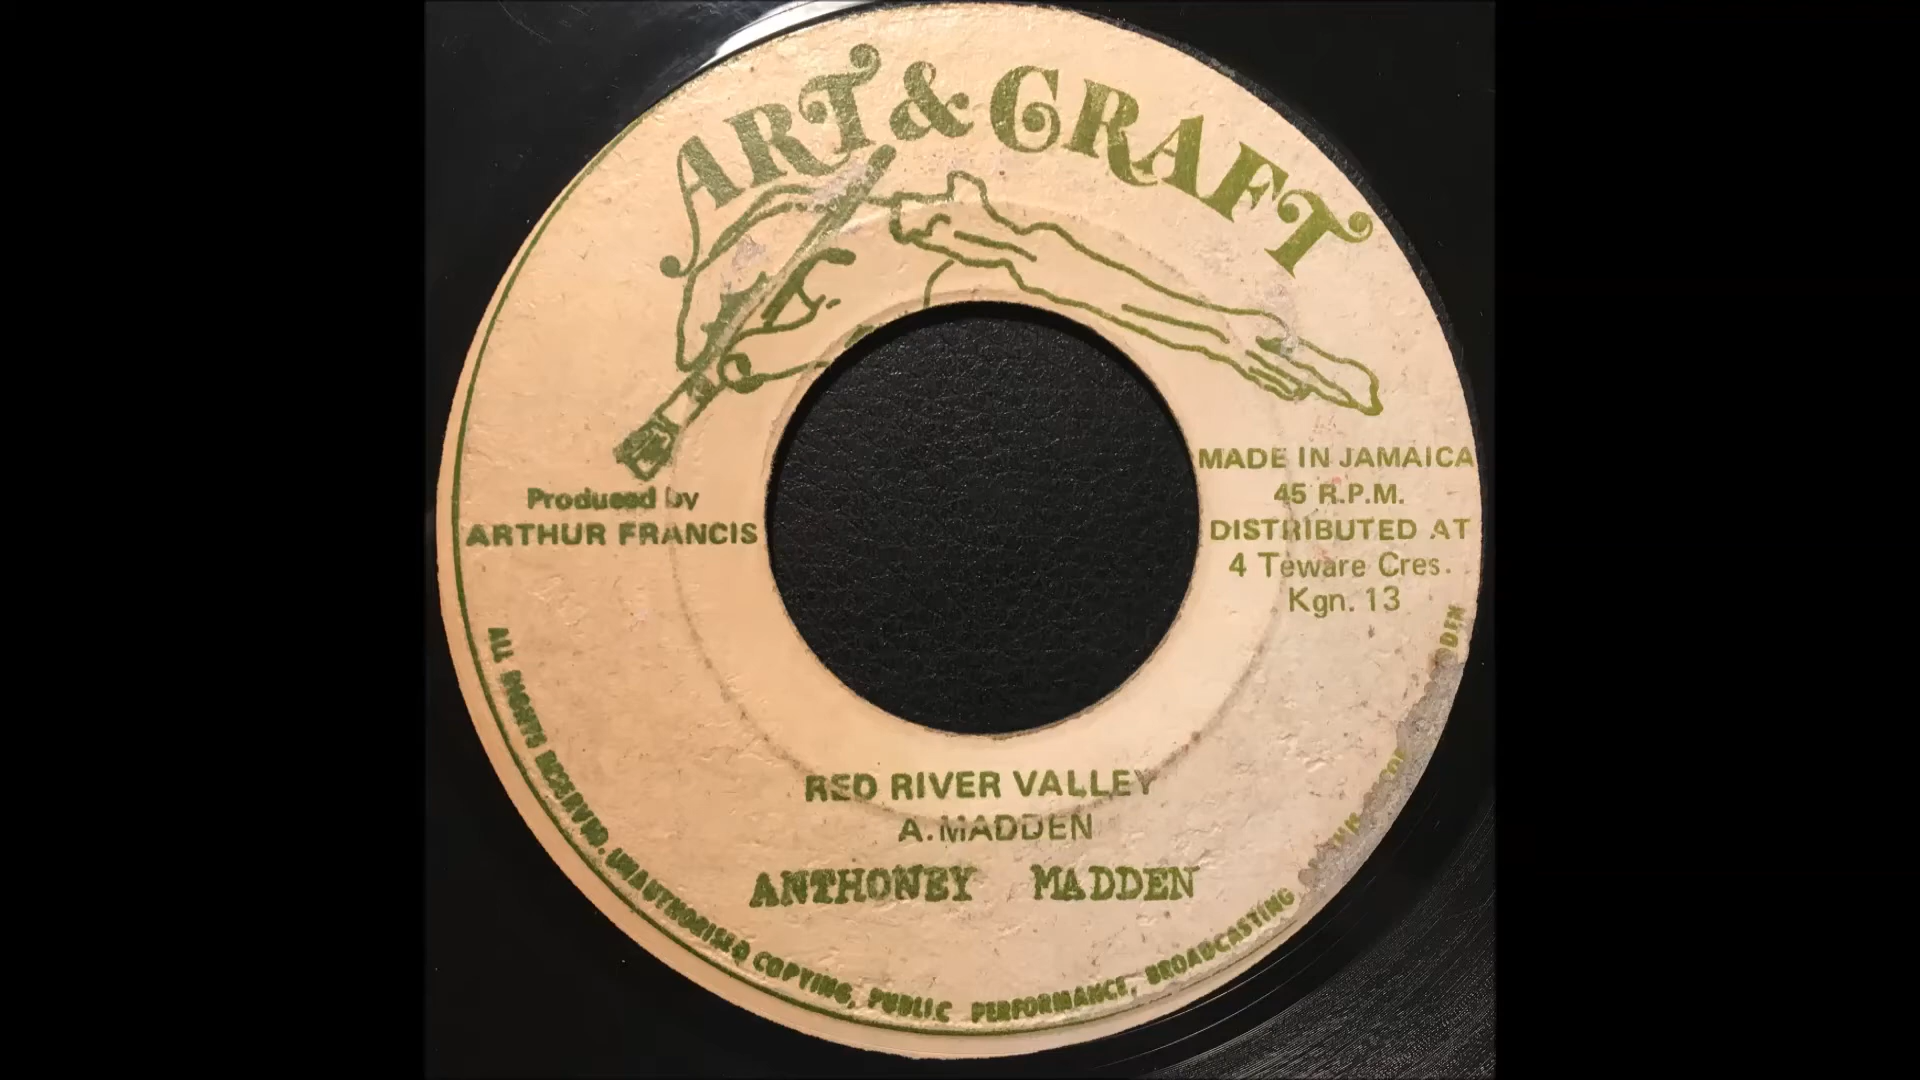 ART & CRAFT
Produced by
ARTHUR FRANCIS
MADE IN JAMAICA
45 R.P.M.
DISTRIBUTED AT
4 Teware Cres.
Kgn. 13
RED RIVER VALLEY
A. MADDEN
ANTHONEY MADDEN
ALL RIGHTS RESERVED. UNAUTHORISED COPYING, PUBLIC PERFORMANCE, BROADCASTING